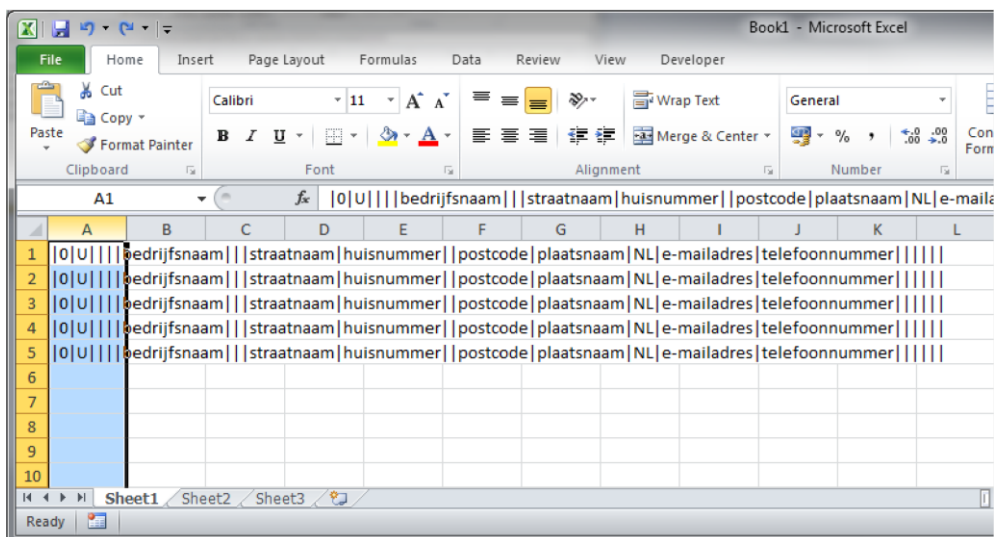 Book1 - Microsoft Excel
File Home Insert Page Layout Formulas Data Review View Developer
Cut
Calibri 11 A A Wrap Text General
Copy
Paste
B I U A Merge & Center % , .00 .00 Con
Format Painter Form
Clipboard Font Alignment Number
A1 fx |0|U||||bedrijfsnaam|||straatnaam|huisnummer||postcode|plaatsnaam|NL|e-maila
A B C D E F G H I J K L
1 |0|U||||bedrijfsnaam|||straatnaam|huisnummer||postcode|plaatsnaam|NL|e-mailadres|telefoonnummer||||||
2 |0|U||||bedrijfsnaam|||straatnaam|huisnummer||postcode|plaatsnaam|NL|e-mailadres|telefoonnummer||||||
3 |0|U||||bedrijfsnaam|||straatnaam|huisnummer||postcode|plaatsnaam|NL|e-mailadres|telefoonnummer||||||
4 |0|U||||bedrijfsnaam|||straatnaam|huisnummer||postcode|plaatsnaam|NL|e-mailadres|telefoonnummer||||||
5 |0|U||||bedrijfsnaam|||straatnaam|huisnummer||postcode|plaatsnaam|NL|e-mailadres|telefoonnummer||||||
6
7
8
9
10
Sheet1 Sheet2 Sheet3
Ready